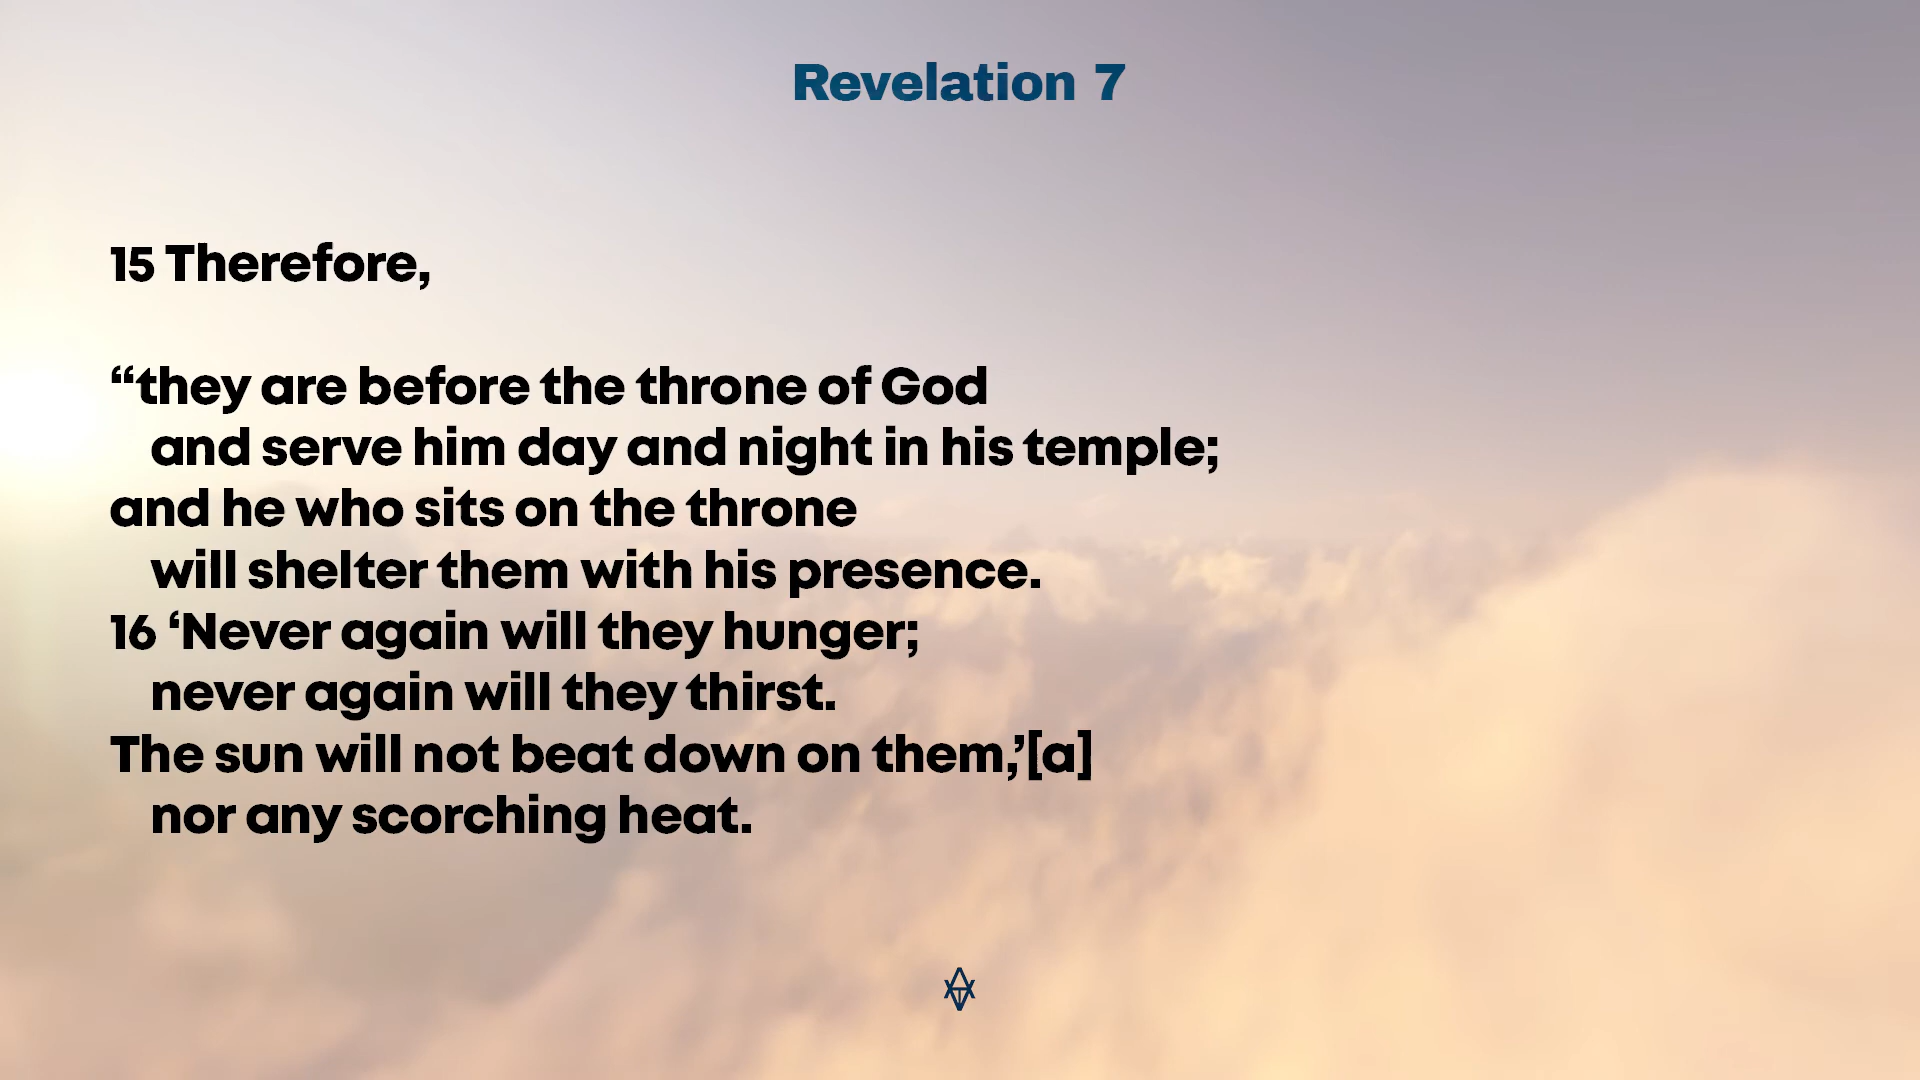 Revelation 7
15 Therefore,
“they are before the throne of God
and serve him day and night in his temple;
and he who sits on the throne
will shelter them with his presence.
16 ‘Never again will they hunger;
never again will they thirst.
The sun will not beat down on them,’[a]
nor any scorching heat.